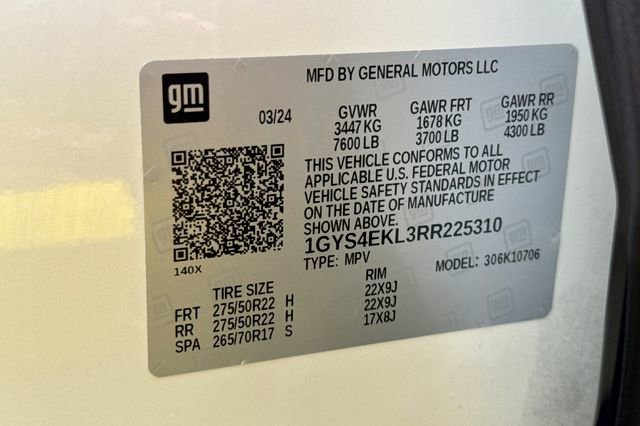 gm
MFD BY GENERAL MOTORS LLC
03/24 GVWR GAWR FRT GAWR RR
3447 KG 1678 KG 1950 KG
7600 LB 3700 LB 4300 LB
THIS VEHICLE CONFORMS TO ALL
APPLICABLE U.S. FEDERAL MOTOR
VEHICLE SAFETY STANDARDS IN EFFECT
ON THE DATE OF MANUFACTURE
SHOWN ABOVE.
1GYS4EKL3RR225310
140X
TYPE: MPV MODEL: 306K10706
TIRE SIZE RIM
FRT 275/50R22 H 22X9J
RR 275/50R22 H 22X9J
SPA 265/70R17 S 17X8J